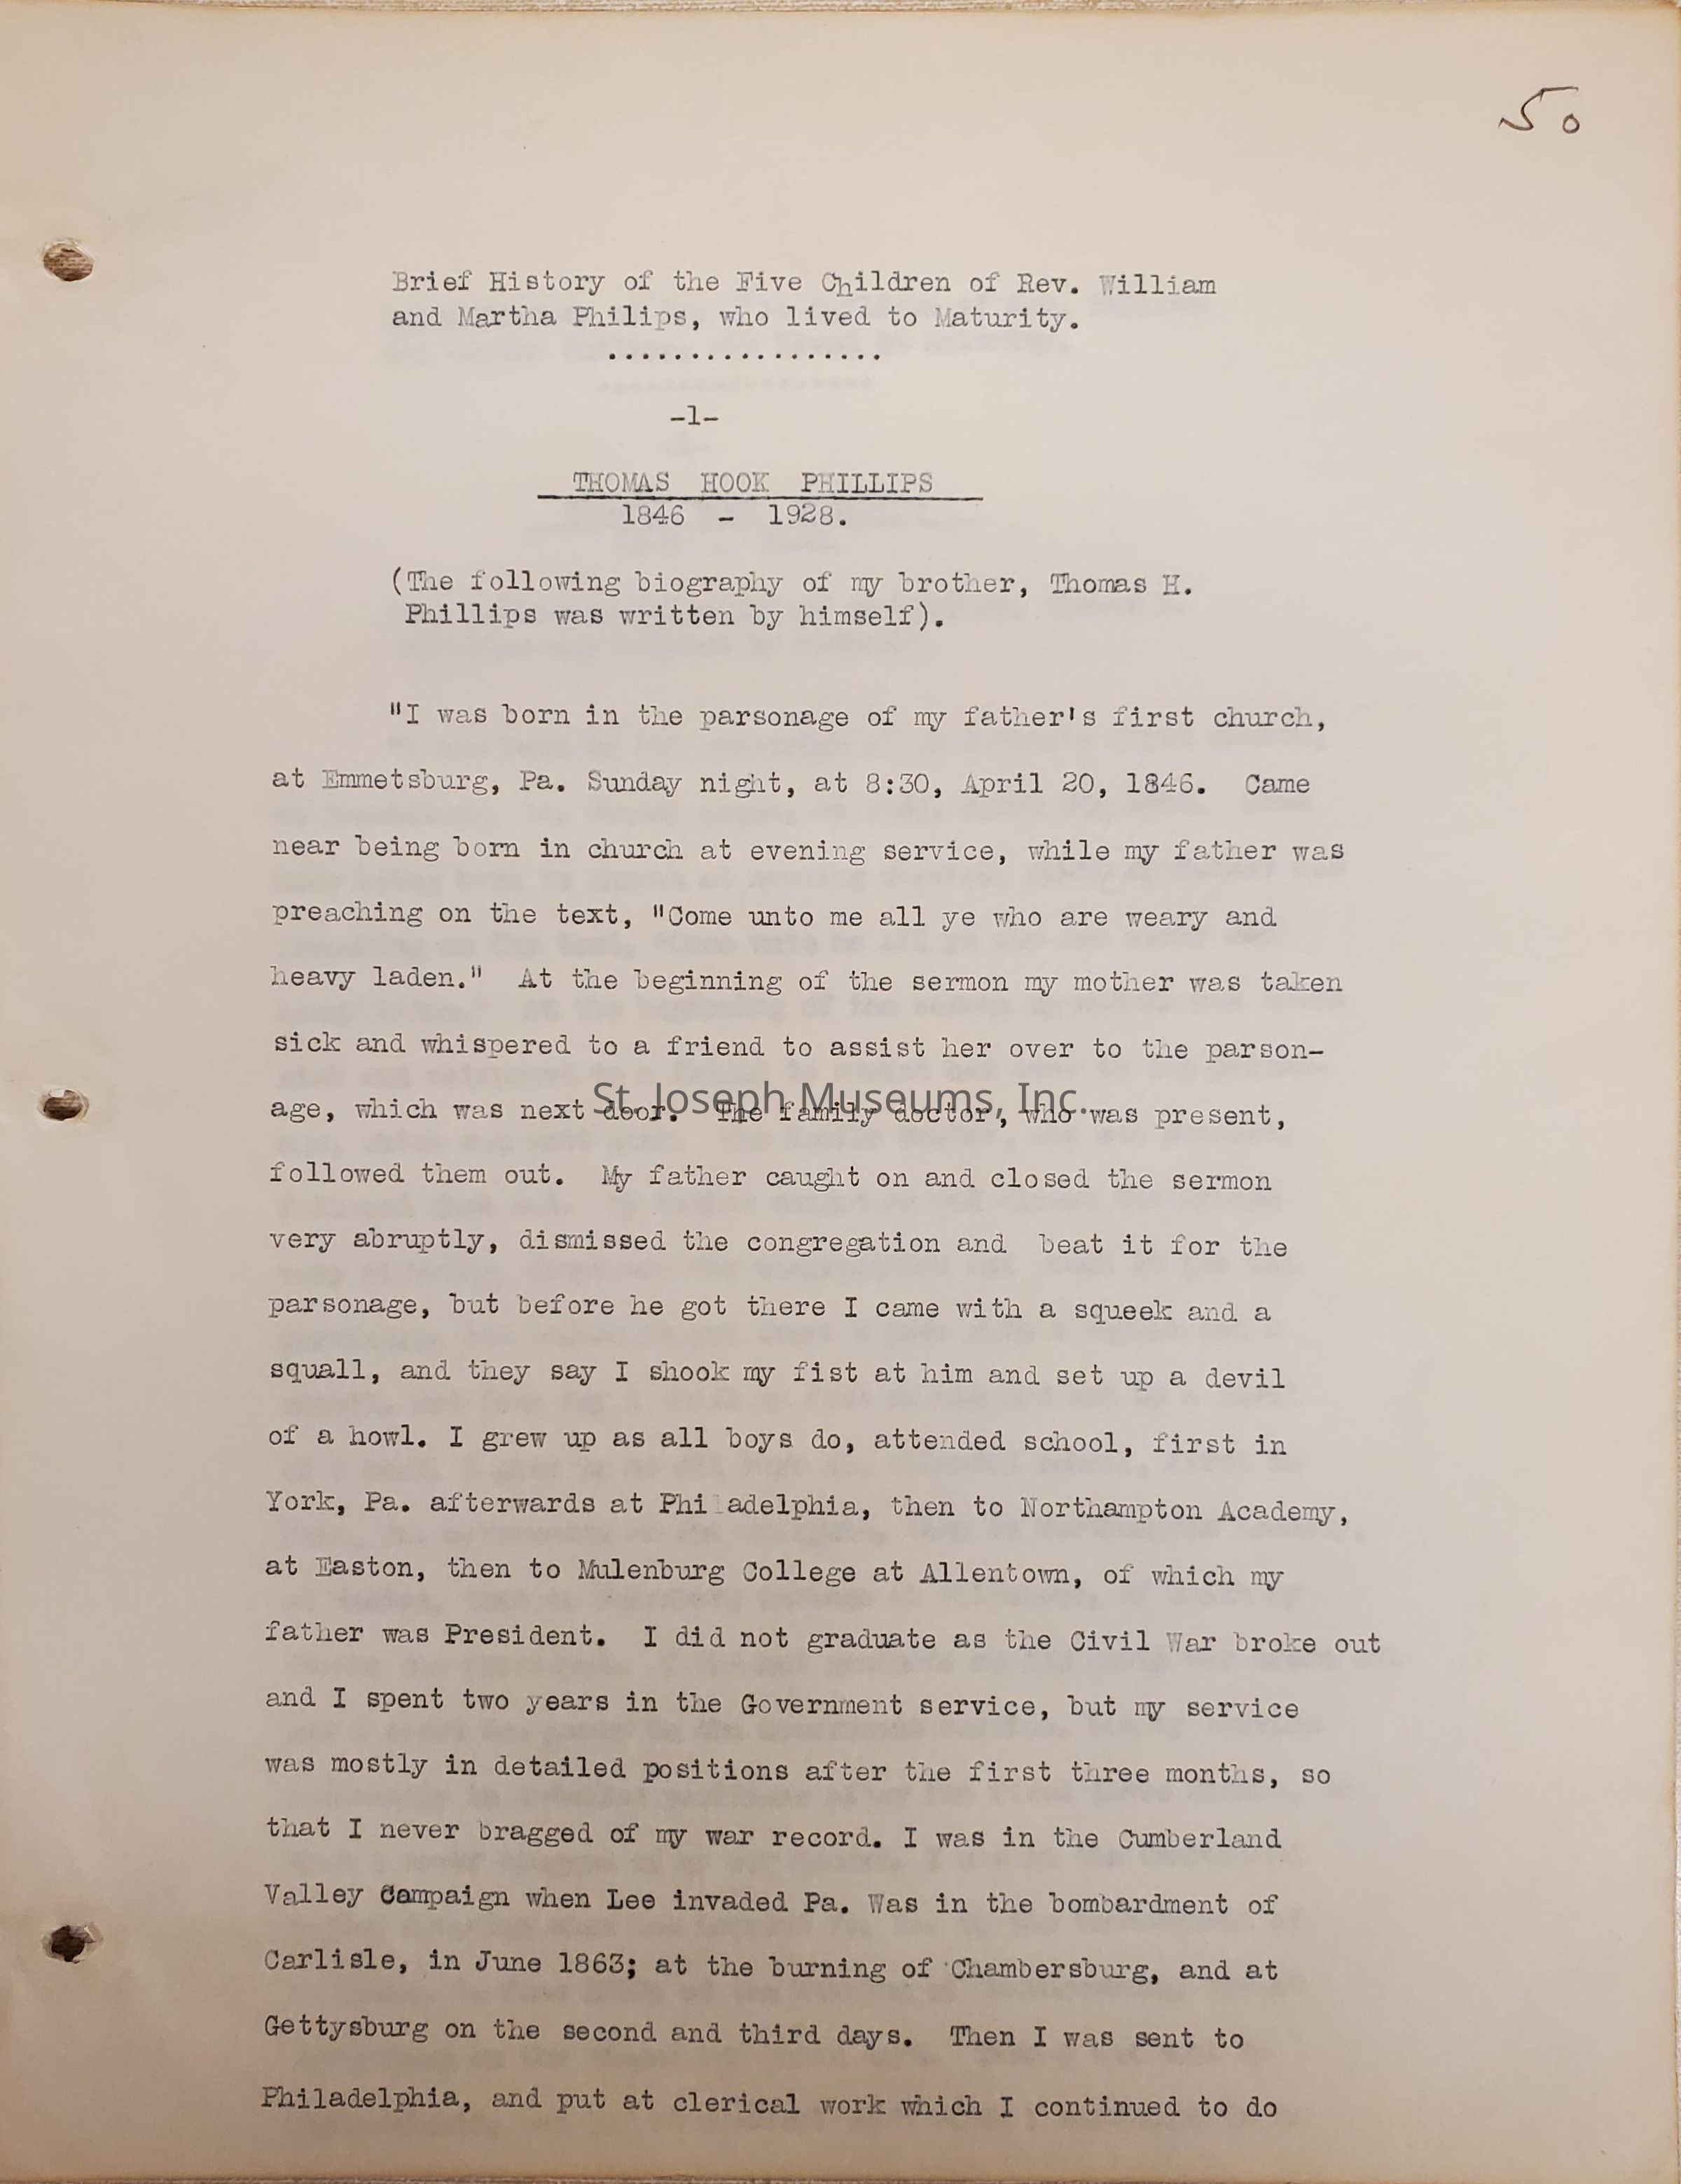 50
Brief History of the Five Children of Rev. William
and Martha Philips, who lived to Maturity.
.................
-1-
THOMAS HOOK PHILLIPS
1846 - 1928.
(The following biography of my brother, Thomas H.
Phillips was written by himself).
"I was born in the parsonage of my father's first church,
at Emmetsburg, Pa. Sunday night, at 8:30, April 20, 1846. Came
near being born in church at evening service, while my father was
preaching on the text, "Come unto me all ye who are weary and
heavy laden." At the beginning of the sermon my mother was taken
sick and whispered to a friend to assist her over to the parson-
St. Joseph Museums, Inc.
age, which was next door. The family doctor, who was present,
followed them out. My father caught on and closed the sermon
very abruptly, dismissed the congregation and beat it for the
parsonage, but before he got there I came with a squeek and a
squall, and they say I shook my fist at him and set up a devil
of a howl. I grew up as all boys do, attended school, first in
York, Pa. afterwards at Phi adelphia, then to Northampton Academy,
at Easton, then to Mulenburg College at Allentown, of which my
father was President. I did not graduate as the Civil War broke out
and I spent two years in the Government service, but my service
was mostly in detailed positions after the first three months, so
that I never bragged of my war record. I was in the Cumberland
Valley Campaign when Lee invaded Pa. Was in the bombardment of
Carlisle, in June 1863; at the burning of Chambersburg, and at
Gettysburg on the second and third days. Then I was sent to
Philadelphia, and put at clerical work which I continued to do